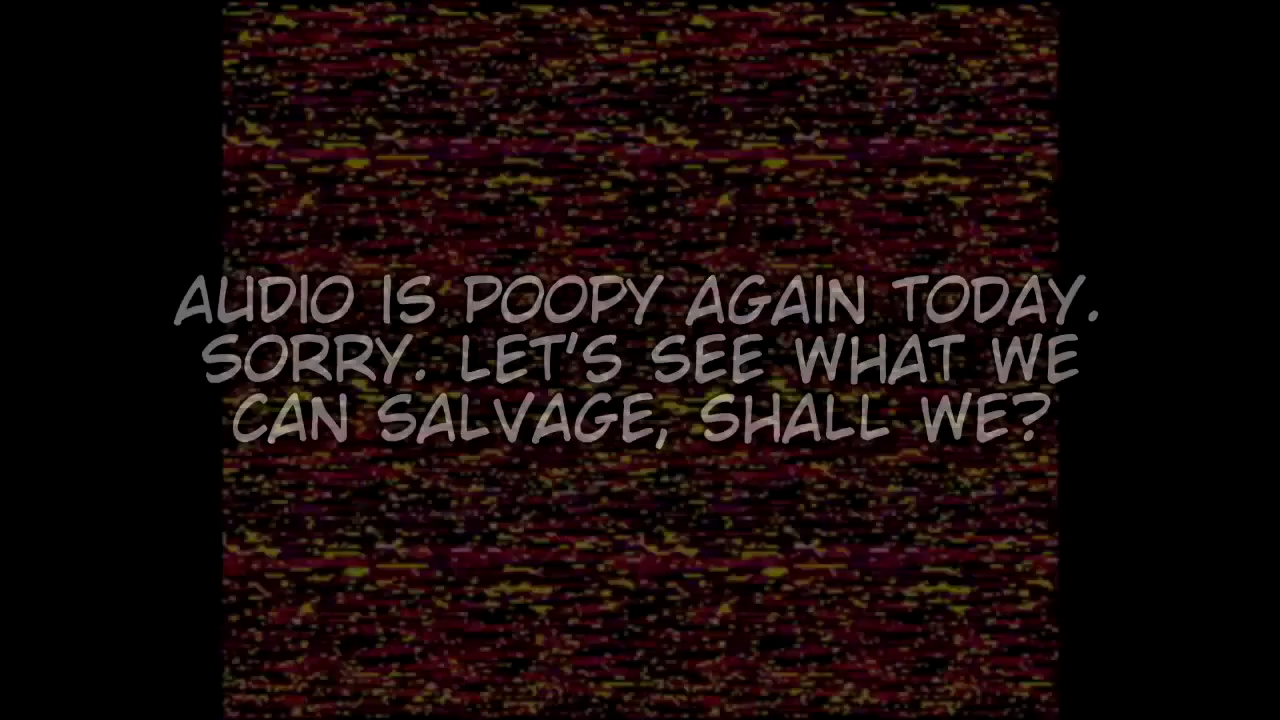 AUDIO IS POOPY AGAIN TODAY.
SORRY. LET'S SEE WHAT WE
CAN SALVAGE, SHALL WE?